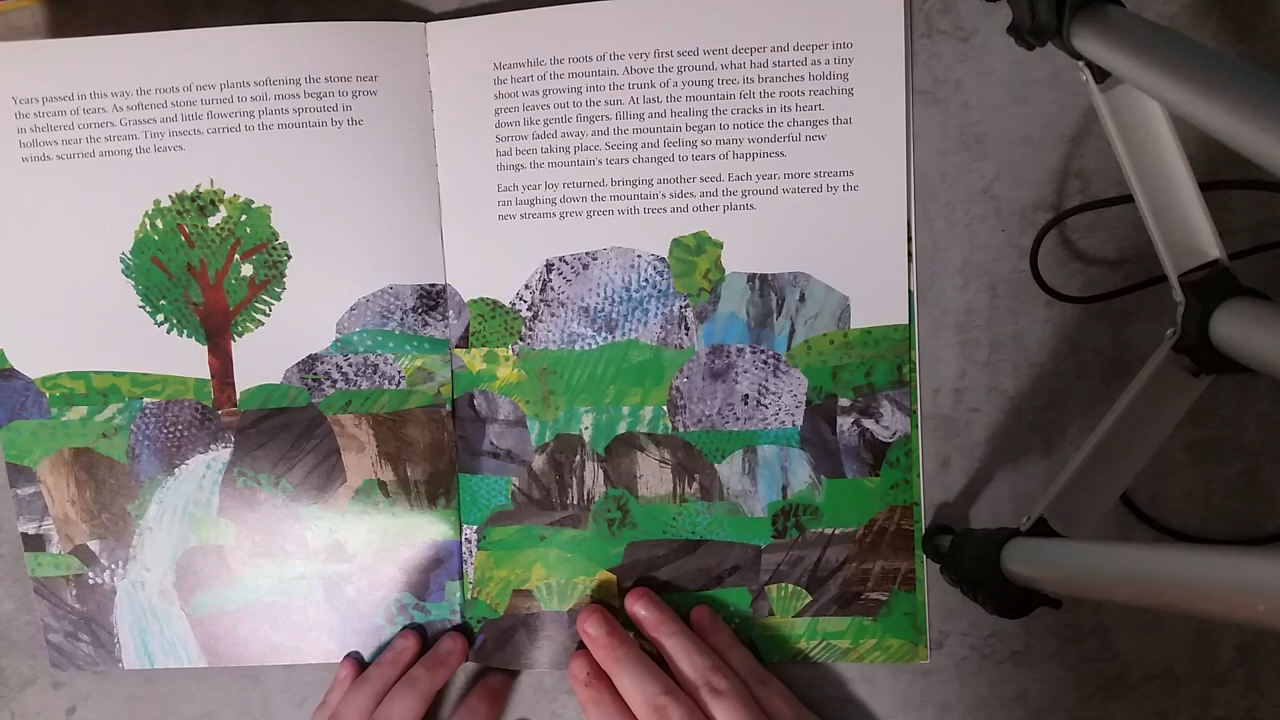 Years passed in this way, the roots of new plants softening the stone near
the stream of tears. As softened stone turned to soil, moss began to grow
in sheltered corners. Grasses and little flowering plants sprouted in
hollows near the stream. Tiny insects, carried to the mountain by the
winds, scurried among the leaves.
Meanwhile, the roots of the very first seed went deeper and deeper into
the heart of the mountain. Above the ground, what had started as a tiny
shoot was growing into the trunk of a young tree, its branches holding
green leaves out to the sun. At last, the mountain felt the roots reaching
down like gentle fingers, filling and healing the cracks in its heart.
Sorrow faded away, and the mountain began to notice the changes that
had been taking place. Seeing and feeling so many wonderful new
things, the mountain's tears changed to tears of happiness.
Each year Joy returned, bringing another seed. Each year, more streams
ran laughing down the mountain's sides, and the ground watered by the
new streams grew green with trees and other plants.